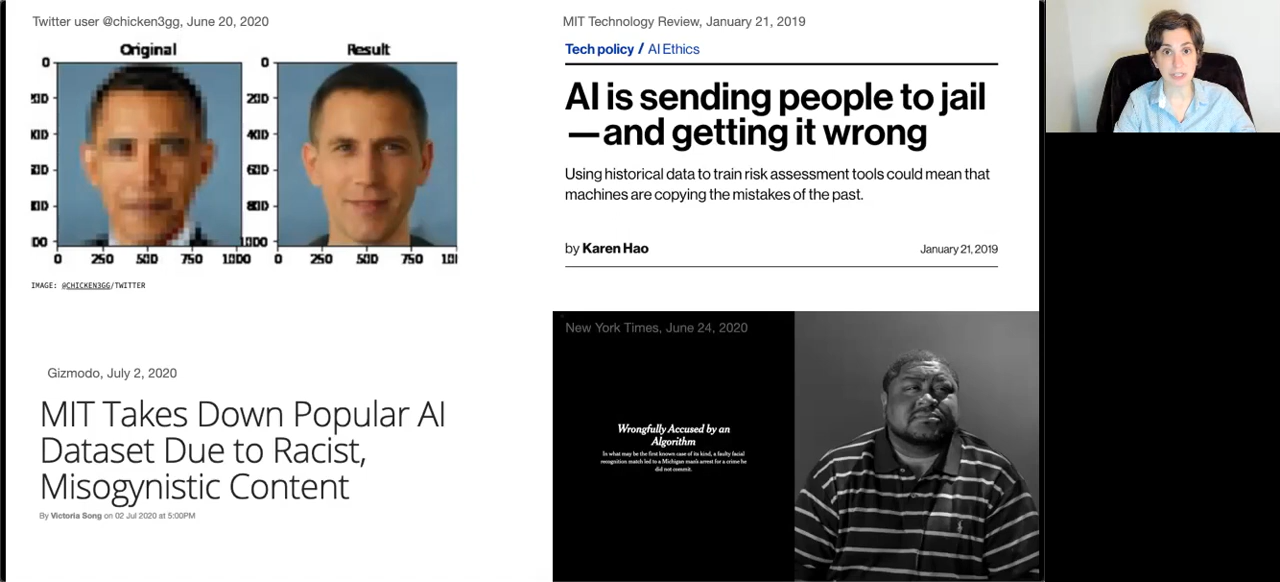 Twitter user @chicken3gg, June 20, 2020
Original
Result
0
0
200
400
0
250
500
750
1000
0
250
500
750
IMAGE: @CHICKEN3GG/TWITTER
MIT Technology Review, January 21, 2019
Tech policy / AI Ethics
AI is sending people to jail
—and getting it wrong
Using historical data to train risk assessment tools could mean that
machines are copying the mistakes of the past.
by Karen Hao
January 21, 2019
Gizmodo, July 2, 2020
MIT Takes Down Popular AI
Dataset Due to Racist,
Misogynistic Content
By Victoria Song on 02 Jul 2020 at 5:00PM
New York Times, June 24, 2020
Wrongfully Accused by an
Algorithm
In what may be the first known case of its kind, a faulty facial
recognition match led to a Michigan man's arrest for a crime he
did not commit.